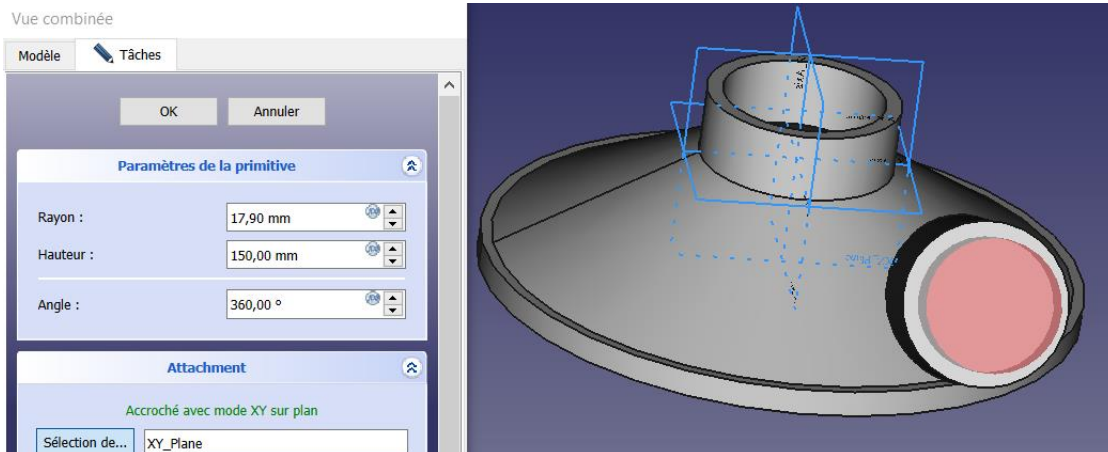 Vue combinée
Modèle Tâches
OK Annuler
Paramètres de la primitive
Rayon : 17,90 mm
Hauteur : 150,00 mm
Angle : 360,00 °
Attachment
Accroché avec mode XY sur plan
Sélection de... XY_Plane